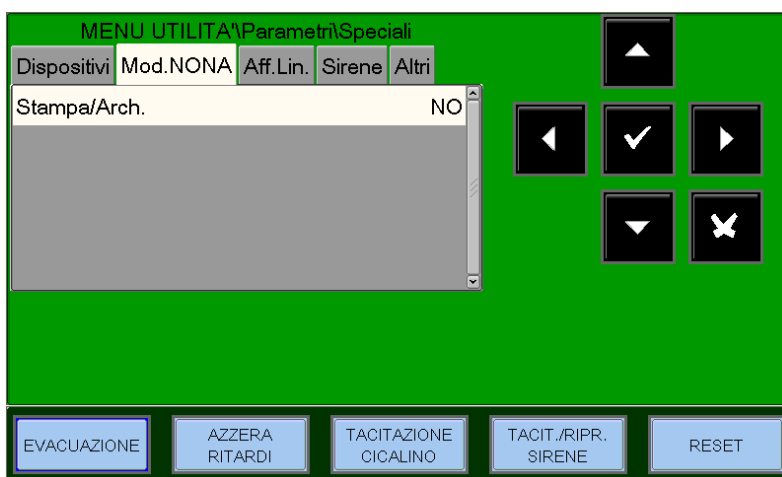 MENU UTILITA'\Parametri\Speciali
Dispositivi Mod.NONA Aff.Lin. Sirene Altri
Stampa/Arch. NO
EVACUAZIONE
AZZERA
RITARDI
TACITAZIONE
CICALINO
TACIT./RIPR.
SIRENE
RESET